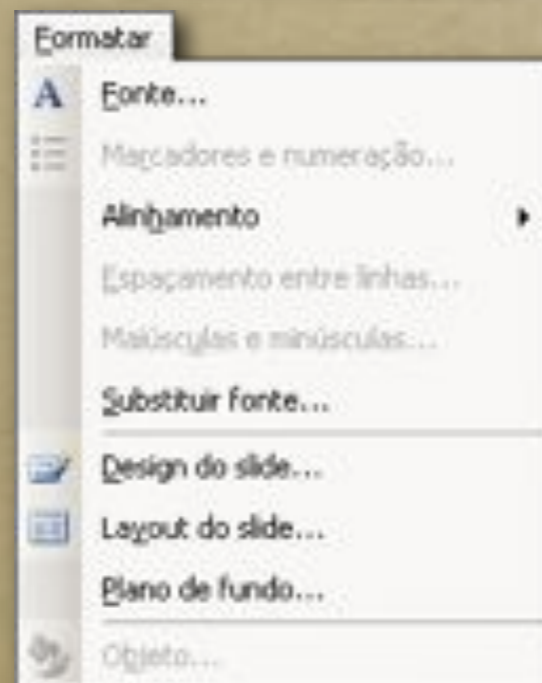 Formatar
Fonte...
Marcadores e numeração...
Alinhamento
Espaçamento entre linhas...
Maiúsculas e minúsculas...
Substituir fonte...
Design do slide...
Layout do slide...
Plano de fundo...
Objeto...